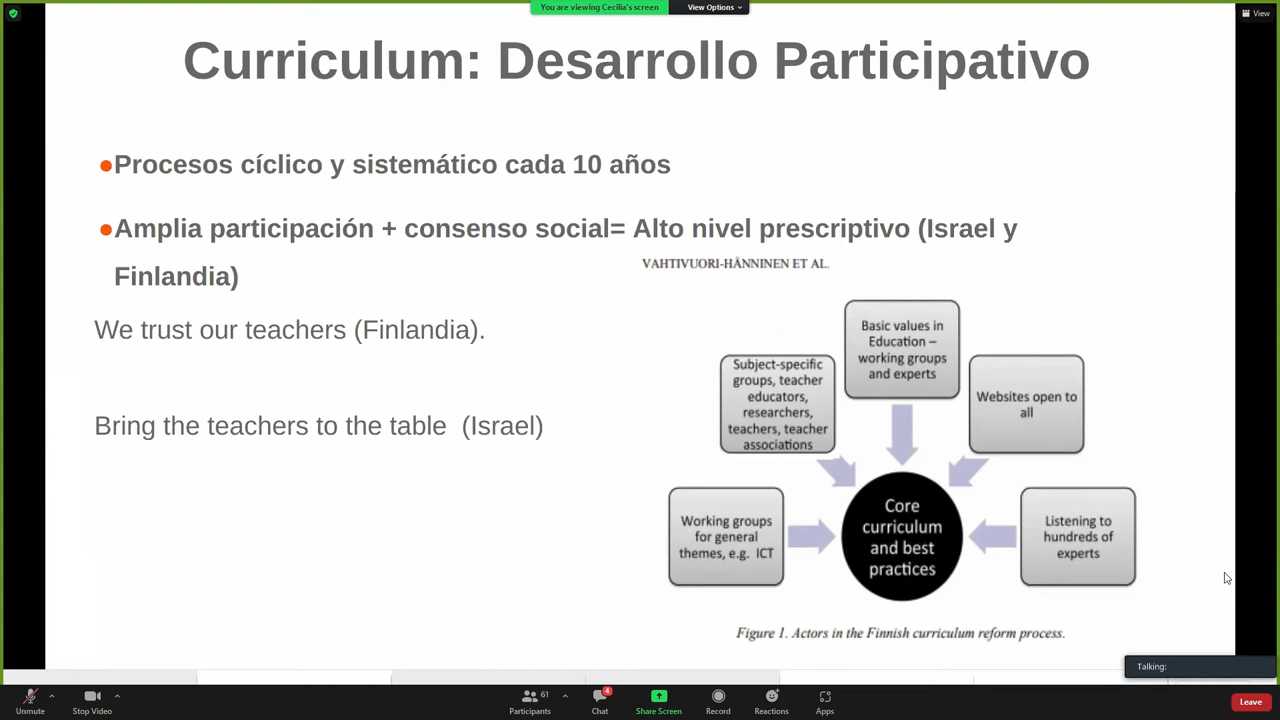 You are viewing Cecilia's screen
View Options
View
Curriculum: Desarrollo Participativo
●Procesos cíclico y sistemático cada 10 años
●Amplia participación + consenso social= Alto nivel prescriptivo (Israel y
Finlandia)
We trust our teachers (Finlandia).
Bring the teachers to the table (Israel)
VAHTIVUORI-HÄNNINEN ET AL.
Basic values in
Education –
working groups
and experts
Subject-specific
groups, teacher
educators,
researchers,
teachers, teacher
associations
Websites open to
all
Working groups
for general
themes, e.g. ICT
Core
curriculum
and best
practices
Listening to
hundreds of
experts
Figure 1. Actors in the Finnish curriculum reform process.
Talking:
Unmute
Stop Video
61
Participants
4
Chat
Share Screen
Record
Reactions
Apps
Leave